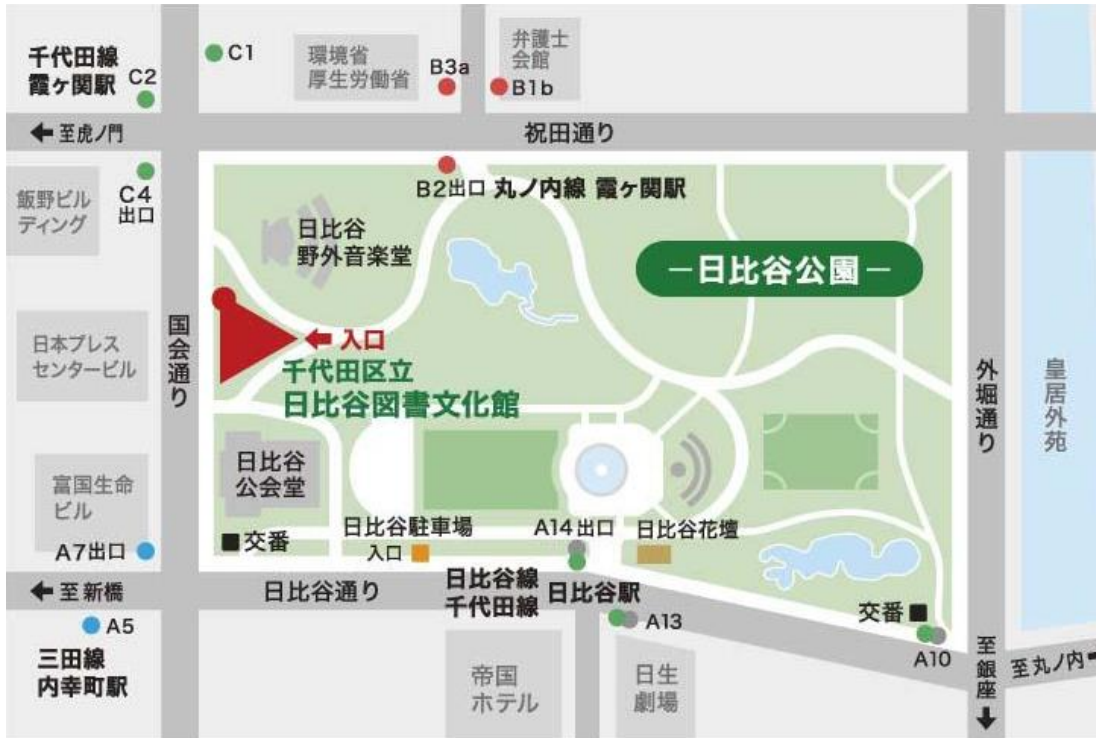 千代田線
霞ヶ関駅
C2
C1
環境省
厚生労働省
B3a
弁護士
会館
B1b
←至虎ノ門
祝田通り
飯野ビル
ディング
C4
出口
B2出口 丸ノ内線 霞ヶ関駅
日比谷
野外音楽堂
－日比谷公園－
国会通り
日本プレス
センタービル
←入口
千代田区立
日比谷図書文化館
外堀通り
皇居外苑
日比谷
公会堂
富国生命
ビル
A7出口
■交番
日比谷駐車場
入口
A14出口
日比谷花壇
←至新橋
日比谷通り
日比谷線
千代田線
日比谷駅
交番■
A5
A13
A10
三田線
内幸町駅
帝国
ホテル
日生
劇場
至銀座
至丸ノ内